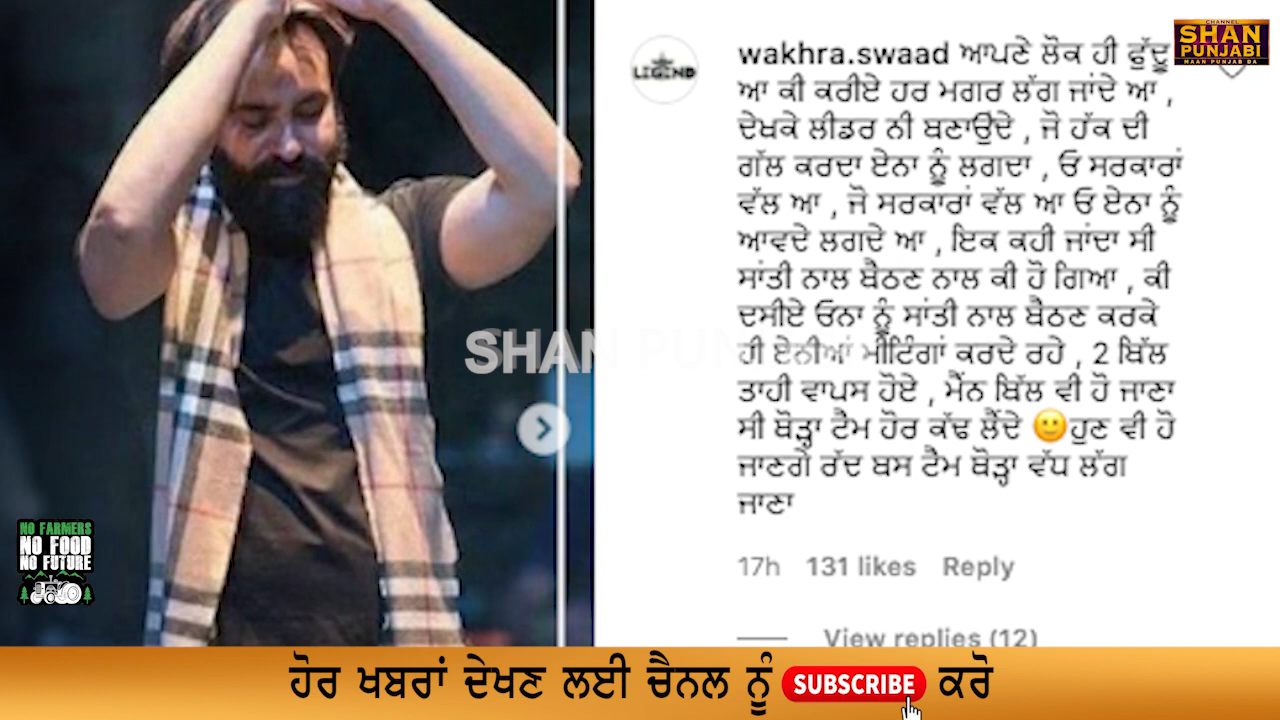 CHANNEL
SHAN
PUNJABI
MAAN PUNJAB DA
LEGEND
wakhra.swaad ਆਪਣੇ ਲੋਕ ਹੀ ਫੁੱਦੂ
ਆ ਕੀ ਕਰੀਏ ਹਰ ਮਗਰ ਲੱਗ ਜਾਂਦੇ ਆ ,
ਦੇਖਕੇ ਲੀਡਰ ਨੀ ਬਣਾਉਂਦੇ , ਜੋ ਹੱਕ ਦੀ
ਗੱਲ ਕਰਦਾ ਏਨਾ ਨੂੰ ਲਗਦਾ , ਓ ਸਰਕਾਰਾਂ
ਵੱਲ ਆ , ਜੋ ਸਰਕਾਰਾਂ ਵੱਲ ਆ ਓ ਏਨਾ ਨੂੰ
ਆਵਦੇ ਲਗਦੇ ਆ , ਇਕ ਕਹੀ ਜਾਂਦਾ ਸੀ
ਸਾਂਤੀ ਨਾਲ ਬੈਠਣ ਨਾਲ ਕੀ ਹੋ ਗਿਆ , ਕੀ
ਦਸੀਏ ਓਨਾ ਨੂੰ ਸਾਂਤੀ ਨਾਲ ਬੈਠਣ ਕਰਕੇ
ਹੀ ਏਨੀਆਂ ਮੀਟਿੰਗਾਂ ਕਰਦੇ ਰਹੇ , 2 ਬਿੱਲ
ਤਾਹੀ ਵਾਪਸ ਹੋਏ , ਮੈਂਨ ਬਿੱਲ ਵੀ ਹੋ ਜਾਣਾ
ਸੀ ਥੋੜ੍ਹਾ ਟੈਮ ਹੋਰ ਕੱਢ ਲੈਂਦੇ 🙂ਹੁਣ ਵੀ ਹੋ
ਜਾਣਗੇ ਰੱਦ ਬਸ ਟੈਮ ਥੋੜ੍ਹਾ ਵੱਧ ਲੱਗ
ਜਾਣਾ
17h 131 likes Reply
View replies (12)
SHAN PUN
NO FARMERS
NO FOOD
NO FUTURE
ਹੋਰ ਖਬਰਾਂ ਦੇਖਣ ਲਈ ਚੈਨਲ ਨੂੰ SUBSCRIBE ਕਰੋ